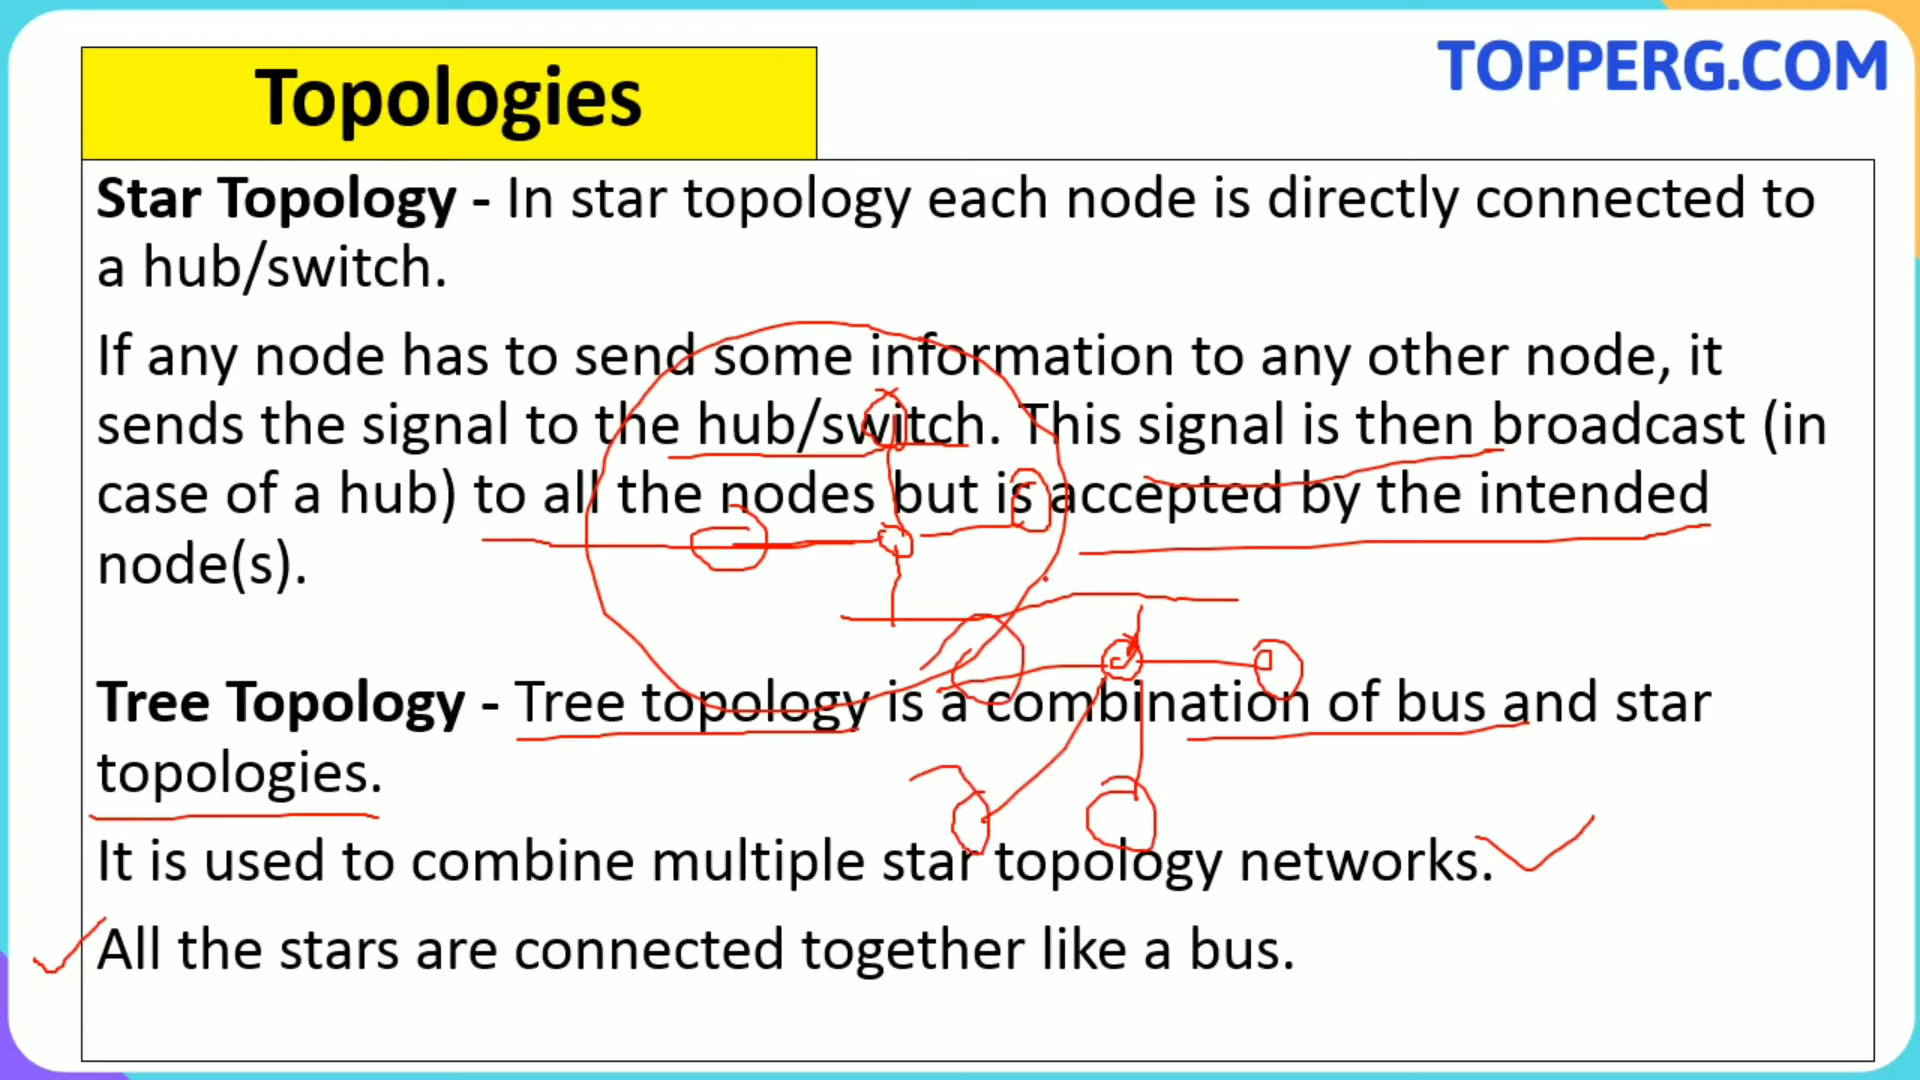 TOPPERG.COM
Topologies
Star Topology - In star topology each node is directly connected to
a hub/switch.
If any node has to send some information to any other node, it
sends the signal to the hub/switch. This signal is then broadcast (in
case of a hub) to all the nodes but is accepted by the intended
node(s).
Tree Topology - Tree topology is a combination of bus and star
topologies.
It is used to combine multiple star topology networks.
All the stars are connected together like a bus.